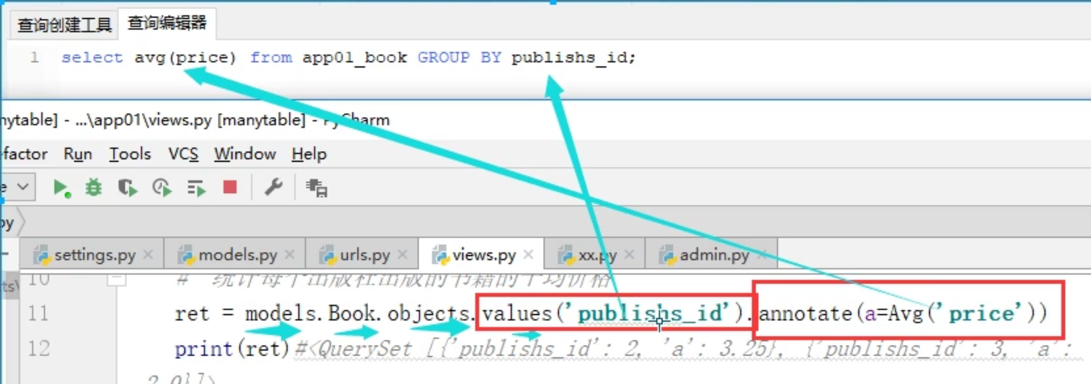 查询创建工具 查询编辑器
1 select avg(price) from app01_book GROUP BY publishs_id;
nytable] - ...\app01\views.py [manytable] - PyCharm
efactor Run Tools VCS Window Help
py
settings.py models.py urls.py views.py xx.py admin.py
10 # 统计每个出版社出版的书籍的平均价格
11 ret = models.Book.objects.values('publishs_id').annotate(a=Avg('price'))
12 print(ret)#<QuerySet [{'publishs_id': 2, 'a': 3.25}, {'publishs_id': 3, 'a':
2.0}]>